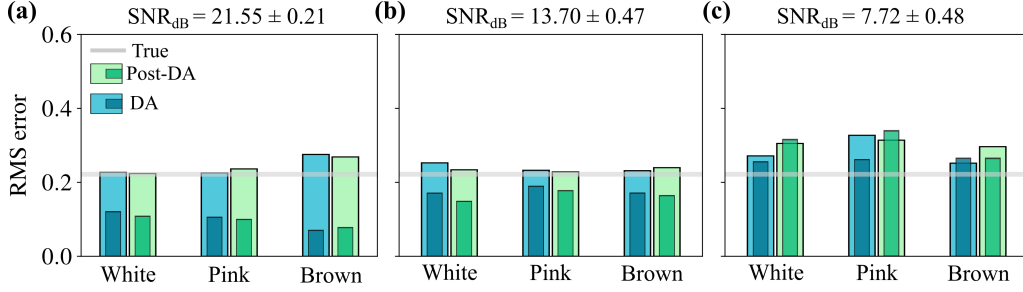 (a) SNR_dB = 21.55 ± 0.21
(b) SNR_dB = 13.70 ± 0.47
(c) SNR_dB = 7.72 ± 0.48
RMS error
0.6
0.4
0.2
0.0
True
Post-DA
DA
White Pink Brown
White Pink Brown
White Pink Brown